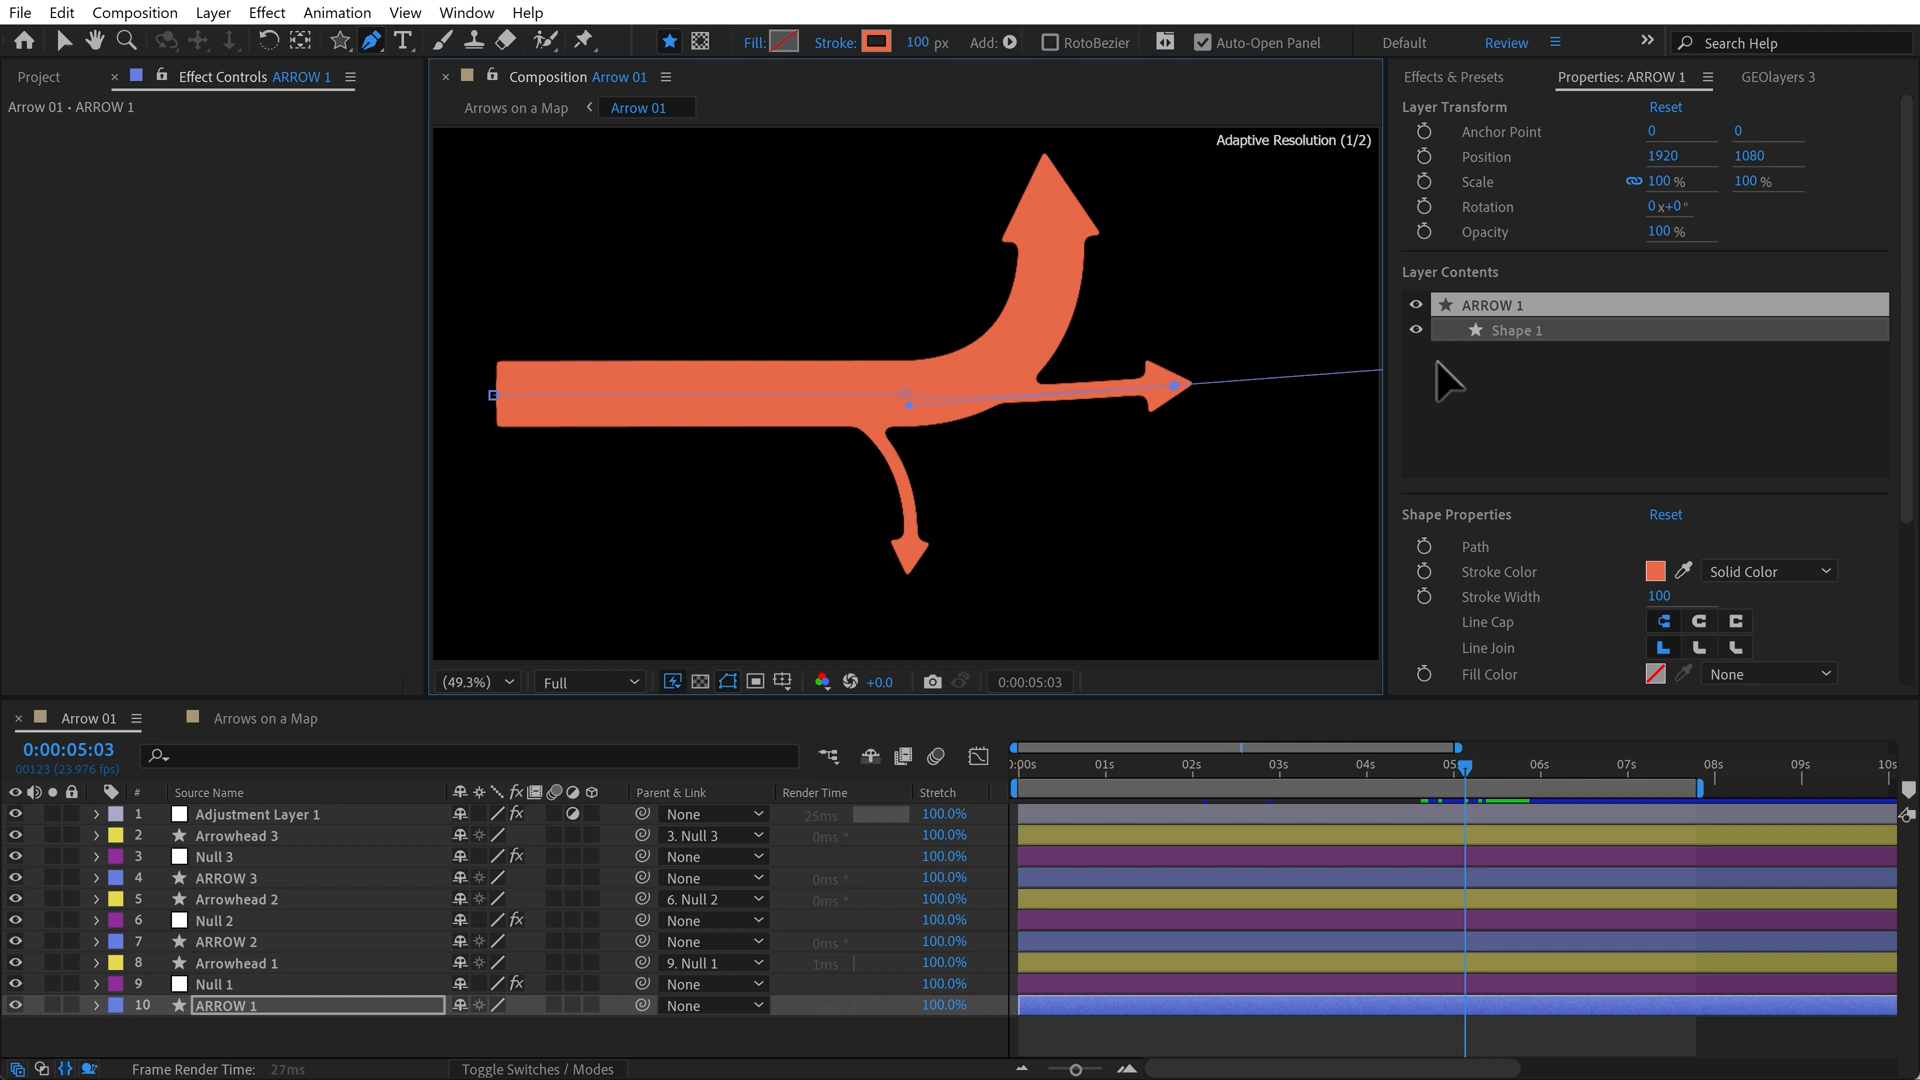 File Edit Composition Layer Effect Animation View Window Help
Fill: Stroke: 100 px Add: RotoBezier Auto-Open Panel Default Review Search Help
Project Effect Controls ARROW 1
Arrow 01 • ARROW 1
Composition Arrow 01
Arrows on a Map Arrow 01
Adaptive Resolution (1/2)
(49.3%) Full +0.0 0:00:05:03
Effects & Presets Properties: ARROW 1 GEOlayers 3
Layer Transform Reset
Anchor Point 0 0
Position 1920 1080
Scale 100 % 100 %
Rotation 0 x+0°
Opacity 100 %
Layer Contents
ARROW 1
Shape 1
Shape Properties Reset
Path
Stroke Color Solid Color
Stroke Width 100
Line Cap
Line Join
Fill Color None
Arrow 01 Arrows on a Map
0:00:05:03
00123 (23.976 fps)
01s 02s 03s 04s 05s 06s 07s 08s 09s 10s
# Source Name Parent & Link Render Time Stretch
1 Adjustment Layer 1 fx None 25ms 100.0%
2 Arrowhead 3 3. Null 3 0ms * 100.0%
3 Null 3 fx None 100.0%
4 ARROW 3 None 0ms * 100.0%
5 Arrowhead 2 6. Null 2 0ms * 100.0%
6 Null 2 fx None 100.0%
7 ARROW 2 None 0ms * 100.0%
8 Arrowhead 1 9. Null 1 1ms 100.0%
9 Null 1 fx None 100.0%
10 ARROW 1 None 100.0%
Frame Render Time: 27ms Toggle Switches / Modes